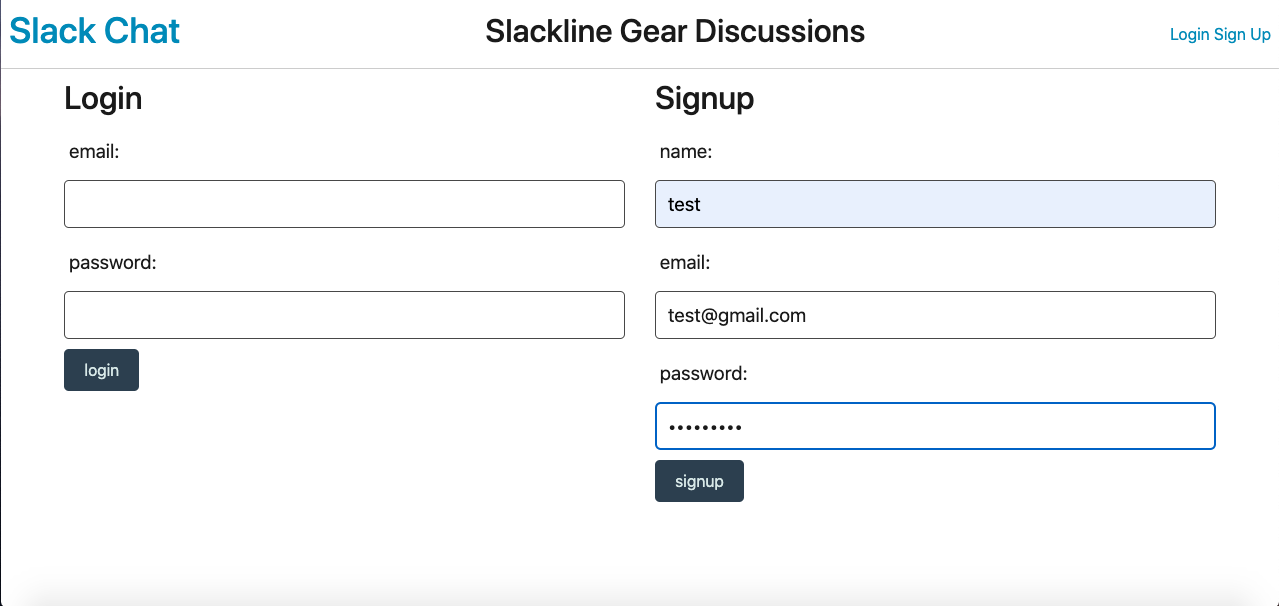 Slack Chat
Slackline Gear Discussions
Login Sign Up
Login
email:
password:
login
Signup
name:
test
email:
test@gmail.com
password:
•••••••••
signup